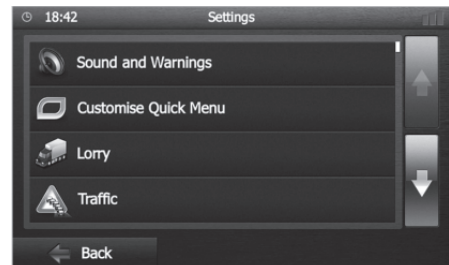 18:42 Settings
Sound and Warnings
Customise Quick Menu
Lorry
Traffic
Back